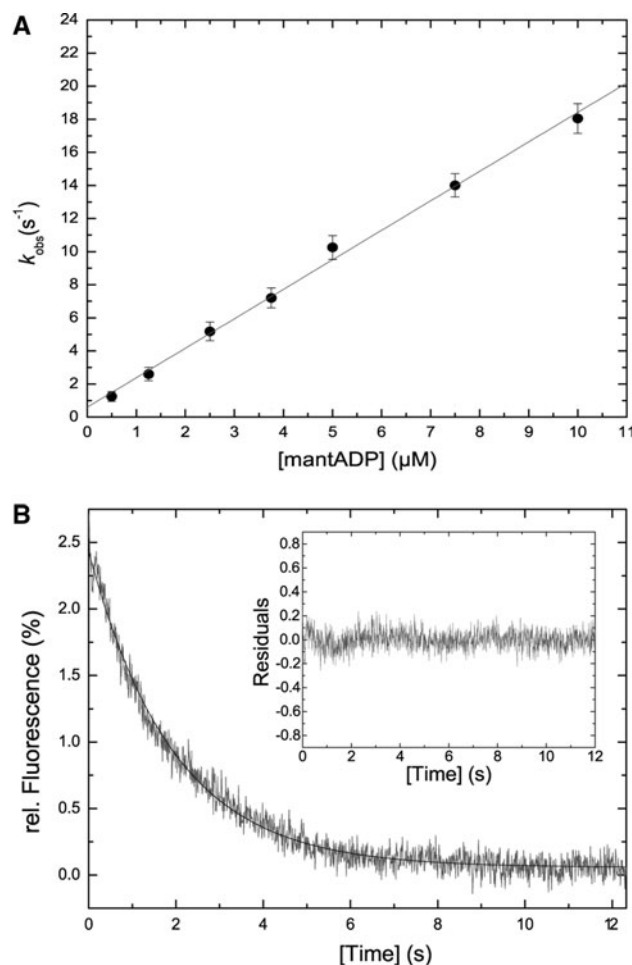 A
24
22
20
18
16
14
12
10
8
6
4
2
0
k_obs(s⁻¹)
0 1 2 3 4 5 6 7 8 9 10 11
[mantADP] (µM)
B
2.5
2.0
1.5
1.0
0.5
0.0
rel. Fluorescence (%)
0.8
0.6
0.4
0.2
0.0
-0.2
-0.4
-0.6
-0.8
Residuals
0 2 4 6 8 10 12
[Time] (s)
0 2 4 6 8 10 12
[Time] (s)